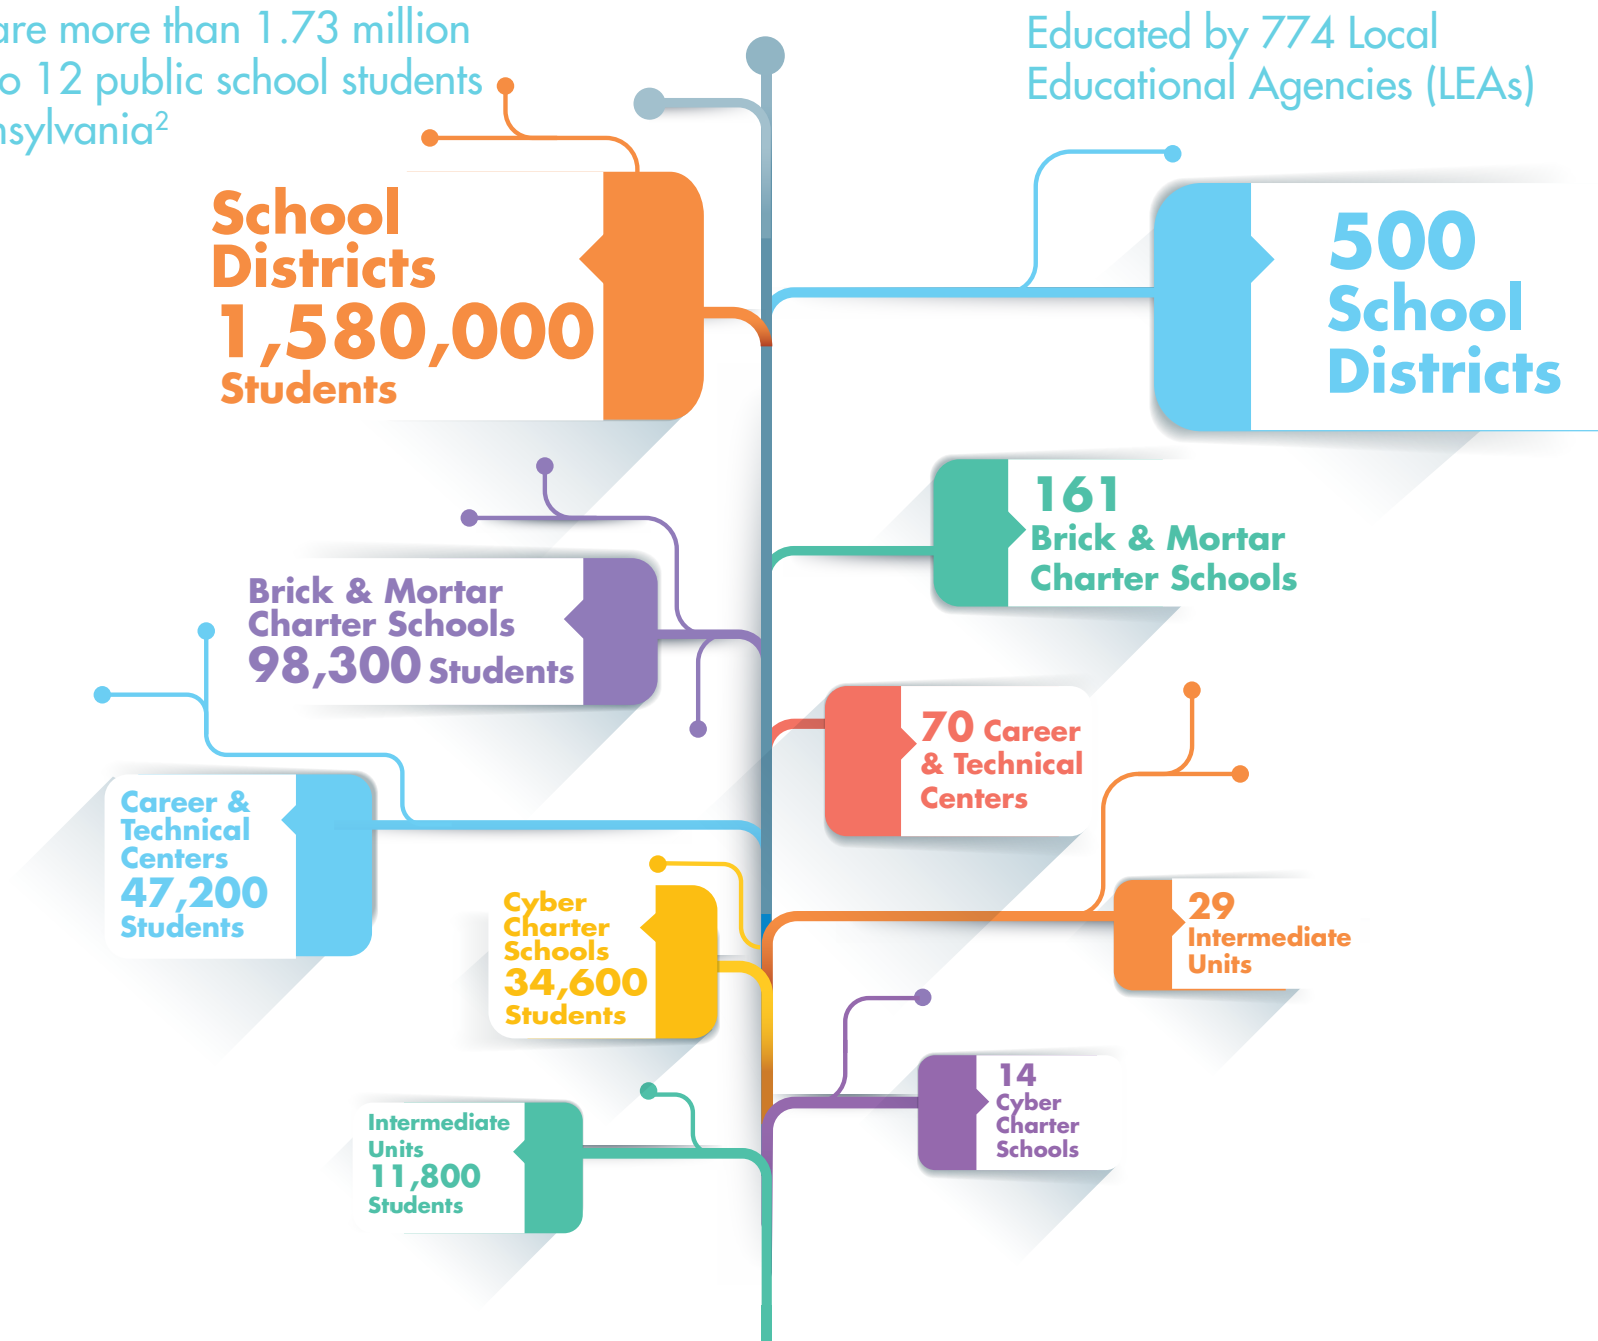 are more than 1.73 million
o 12 public school students
nsylvania2
Educated by 774 Local
Educational Agencies (LEAs)
School
Districts
1,580,000
Students
500
School
Districts
161
Brick & Mortar
Charter Schools
Brick & Mortar
Charter Schools
98,300 Students
70 Career
& Technical
Centers
Career &
Technical
Centers
47,200
Students
Cyber
Charter
Schools
34,600
Students
29
Intermediate
Units
14
Cyber
Charter
Schools
Intermediate
Units
11,800
Students